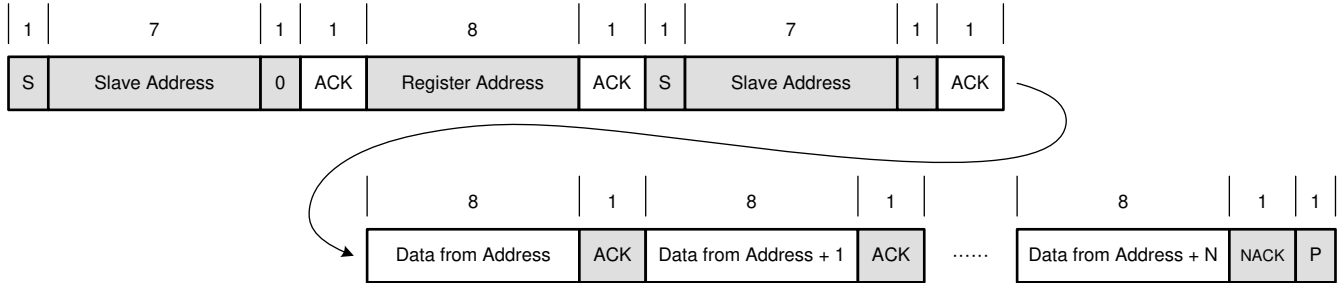 1 7 1 1 8 1 1 7 1 1
S Slave Address 0 ACK Register Address ACK S Slave Address 1 ACK
8 1 8 1 8 1 1
Data from Address ACK Data from Address + 1 ACK ...... Data from Address + N NACK P